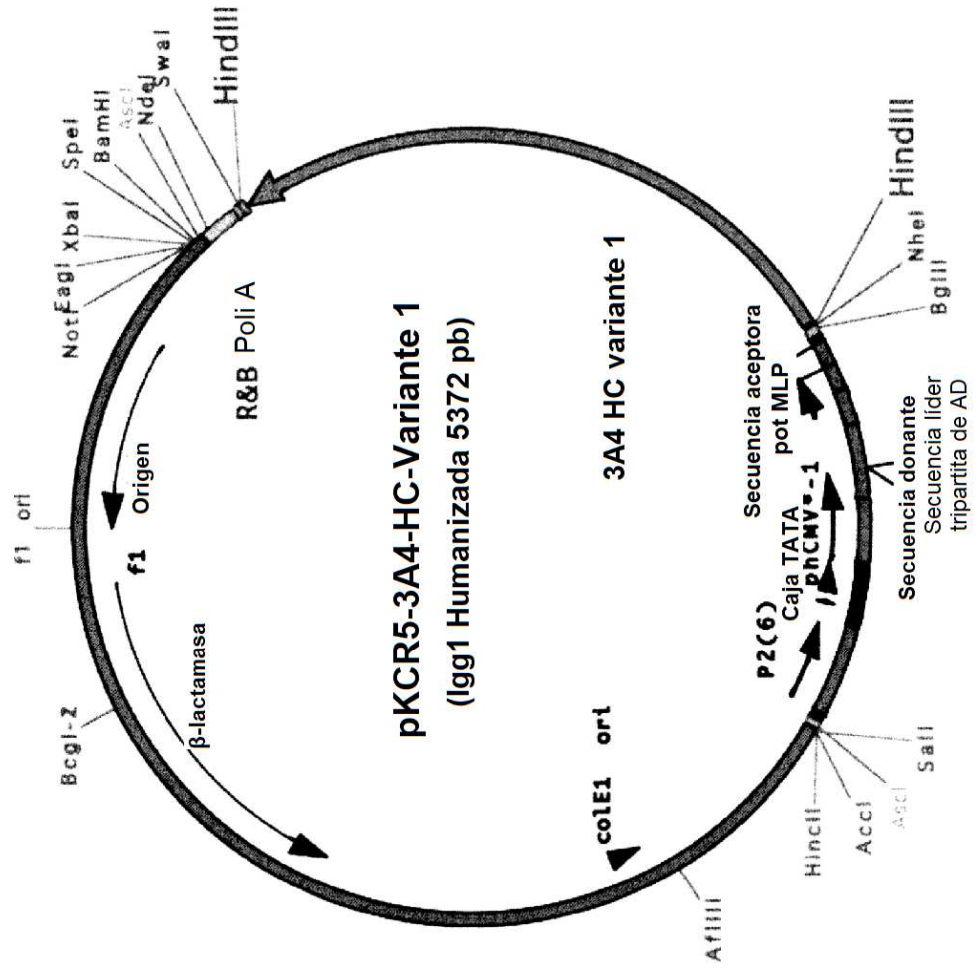 f1 ori
NotI
EagI
XbaI
SpeI
BamHI
AscI
NdeI
SwaI
HindIII
BcgI-2
Origen
f1
β-lactamasa
R&B Poli A
pKCR5-3A4-HC-Variante 1
(Igg1 Humanizada 5372 pb)
3A4 HC variante 1
colE1 ori
P2(6)
Caja TATA
phCMV*-1
Secuencia aceptora
pot MLP
HindIII
NheI
BglII
Secuencia donante
Secuencia líder
tripartita de AD
AflIII
HincII
AccI
AscI
SalI